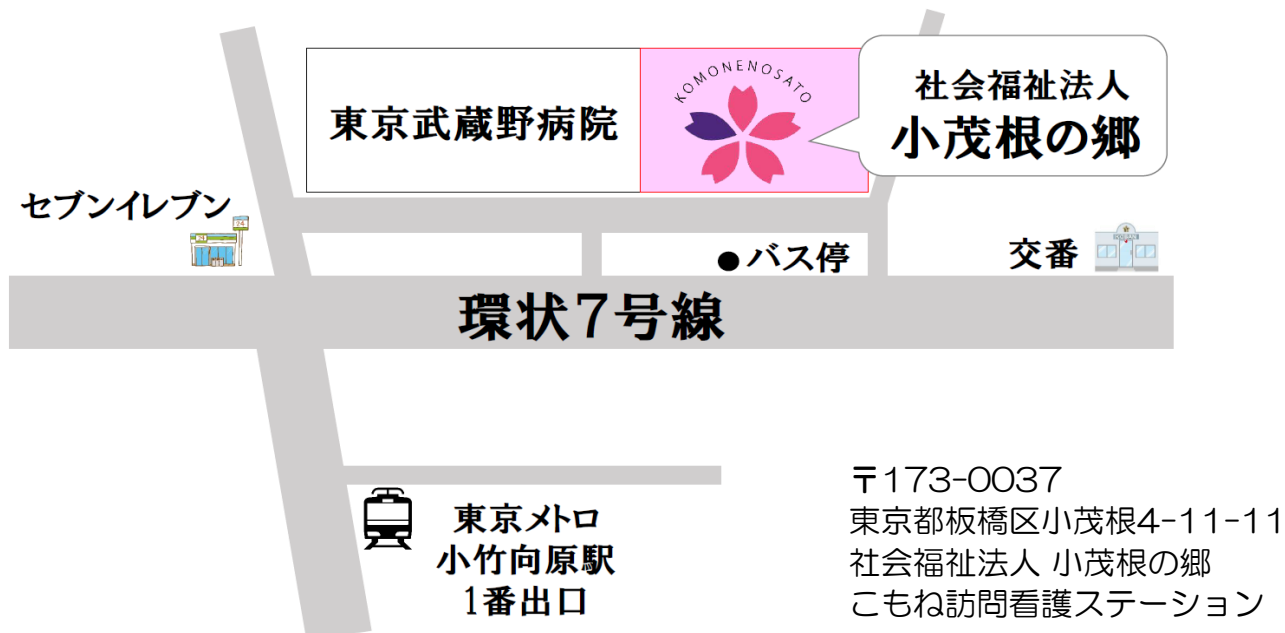 KOMONENOSATO
東京武蔵野病院
社会福祉法人
小茂根の郷
セブンイレブン
24
24
バス停
交番
環状7号線
東京メトロ
小竹向原駅
1番出口
〒173-0037
東京都板橋区小茂根4-11-11
社会福祉法人 小茂根の郷
こもね訪問看護ステーション